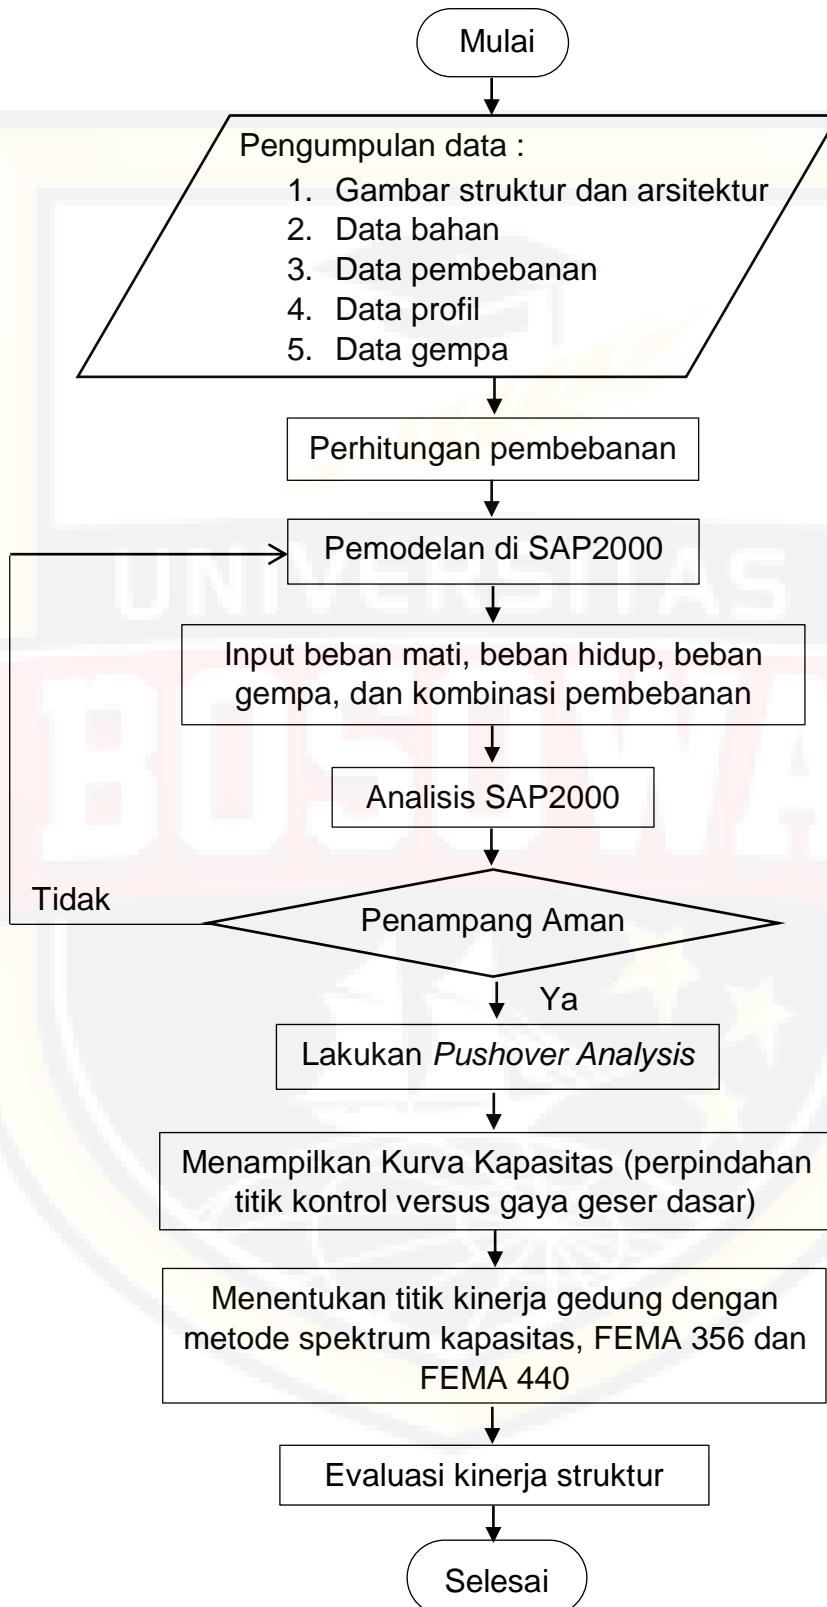 Mulai
Pengumpulan data :
1. Gambar struktur dan arsitektur
2. Data bahan
3. Data pembebanan
4. Data profil
5. Data gempa
Perhitungan pembebanan
Pemodelan di SAP2000
UNIVERSITAS
Input beban mati, beban hidup, beban
gempa, dan kombinasi pembebanan
BOSOWA
Analisis SAP2000
Tidak
Penampang Aman
Ya
Lakukan Pushover Analysis
Menampilkan Kurva Kapasitas (perpindahan
titik kontrol versus gaya geser dasar)
Menentukan titik kinerja gedung dengan
metode spektrum kapasitas, FEMA 356 dan
FEMA 440
Evaluasi kinerja struktur
Selesai